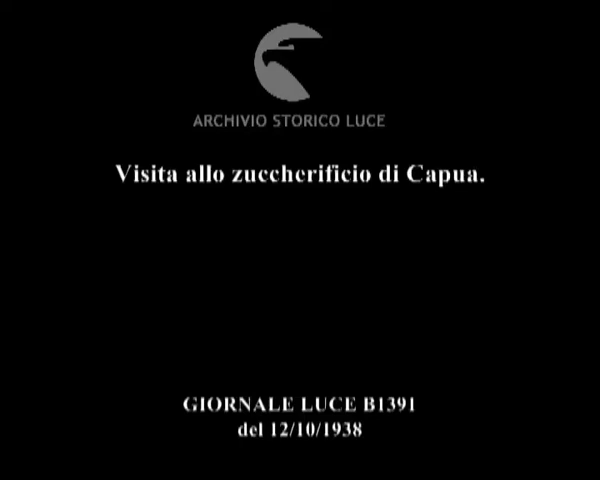 ARCHIVIO STORICO LUCE
Visita allo zuccherificio di Capua.
GIORNALE LUCE B1391
del 12/10/1938